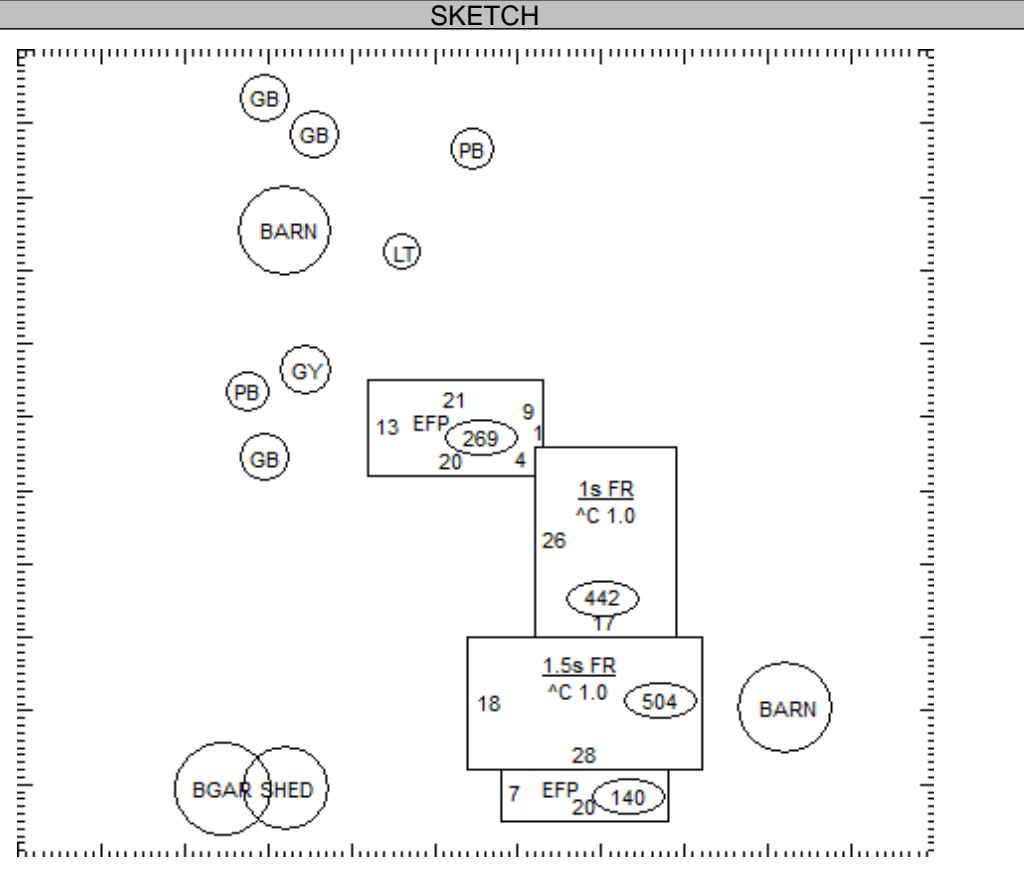 SKETCH
GB
GB
PB
BARN
LT
GY
PB
GB
21
9
13 EFP 269 1
20 4
1s FR
^C 1.0
26
442
17
1.5s FR
^C 1.0
18 504
28
BARN
BGAR SHED
7 EFP 140
20